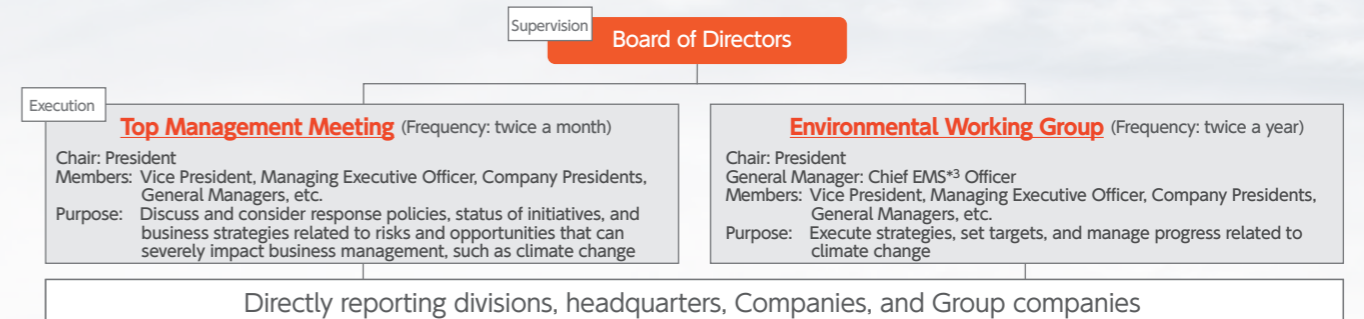 Supervision
Board of Directors
Execution
Top Management Meeting (Frequency: twice a month)
Chair: President
Members: Vice President, Managing Executive Officer, Company Presidents,
General Managers, etc.
Purpose: Discuss and consider response policies, status of initiatives, and
business strategies related to risks and opportunities that can
severely impact business management, such as climate change
Environmental Working Group (Frequency: twice a year)
Chair: President
General Manager: Chief EMS*3 Officer
Members: Vice President, Managing Executive Officer, Company Presidents,
General Managers, etc.
Purpose: Execute strategies, set targets, and manage progress related to
climate change
Directly reporting divisions, headquarters, Companies, and Group companies